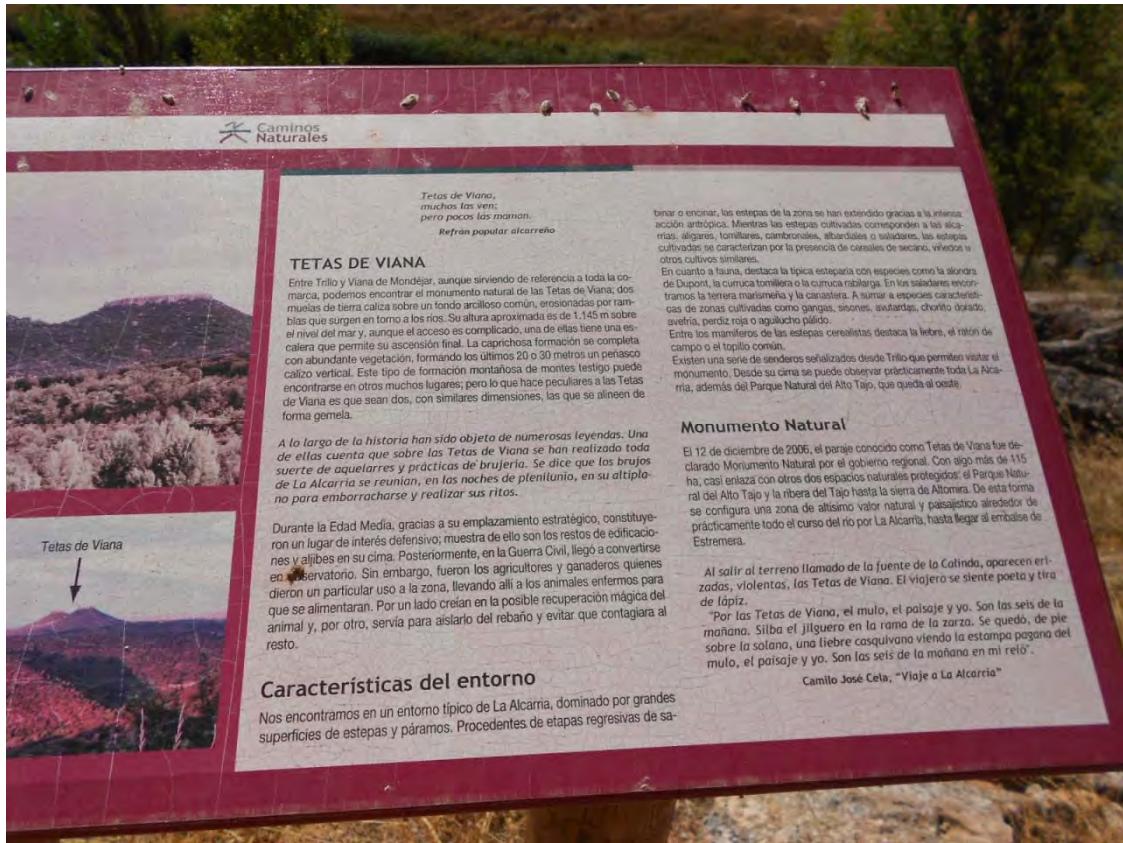 Caminos
Naturales
Tetas de Viana
Tetas de Viana,
muchos las ven;
pero pocos las maman.
Refrán popular alcarreño
TETAS DE VIANA
Entre Trillo y Viana de Mondéjar, aunque sirviendo de referencia a toda la co-
marca, podemos encontrar el monumento natural de las Tetas de Viana; dos
muelas de tierra caliza sobre un fondo arcilloso común, erosionadas por ram-
blas que surgen en torno a los ríos. Su altura aproximada es de 1.145 m sobre
el nivel del mar y, aunque el acceso es complicado, una de ellas tiene una es-
calera que permite su ascensión final. La caprichosa formación se completa
con abundante vegetación, formando los últimos 20 o 30 metros un peñasco
calizo vertical. Este tipo de formación montañosa de montes testigo puede
encontrarse en otros muchos lugares; pero lo que hace peculiares a las Tetas
de Viana es que sean dos, con similares dimensiones, las que se alineen de
forma gemela.
A lo largo de la historia han sido objeto de numerosas leyendas. Una
de ellas cuenta que sobre las Tetas de Viana se han realizado toda
suerte de aquelarres y prácticas de brujería. Se dice que los brujos
de La Alcarria se reunían, en las noches de plenilunio, en su altipla-
no para emborracharse y realizar sus ritos.
Durante la Edad Media, gracias a su emplazamiento estratégico, constituye-
ron un lugar de interés defensivo; muestra de ello son los restos de edificacio-
nes y aljibes en su cima. Posteriormente, en la Guerra Civil, llegó a convertirse
en observatorio. Sin embargo, fueron los agricultores y ganaderos quienes
dieron un particular uso a la zona, llevando allí a los animales enfermos para
que se alimentaran. Por un lado creían en la posible recuperación mágica del
animal y, por otro, servía para aislarlo del rebaño y evitar que contagiara al
resto.
Características del entorno
Nos encontramos en un entorno típico de La Alcarria, dominado por grandes
superficies de estepas y páramos. Procedentes de etapas regresivas de sa-
binar o encinar, las estepas de la zona se han extendido gracias a la intensa
acción antrópica. Mientras las estepas cultivadas corresponden a las alca-
rrias, aligares, tomillares, cambronales, albardiales o saladares, las estepas
cultivadas se caracterizan por la presencia de cereales de secano, viñedos u
otros cultivos similares.
En cuanto a fauna, destaca la típica esteparia con especies como la alondra
de Dupont, la curruca tomillera o la curruca rabilarga. En los saladares encon-
tramos la terrera marismeña y la canastera. A sumar a especies característi-
cas de zonas cultivadas como gangas, sisones, avutardas, chorlito dorado,
avefría, perdiz roja o aguilucho pálido.
Entre los mamíferos de las estepas cerealistas destaca la liebre, el ratón de
campo o el topillo común.
Existen una serie de senderos señalizados desde Trillo que permiten visitar el
monumento. Desde su cima se puede observar prácticamente toda La Alca-
rria, además del Parque Natural del Alto Tajo, que queda al oeste.
Monumento Natural
El 12 de diciembre de 2006, el paraje conocido como Tetas de Viana fue de-
clarado Monumento Natural por el gobierno regional. Con algo más de 115
ha, casi enlaza con otros dos espacios naturales protegidos: el Parque Natu-
ral del Alto Tajo y la ribera del Tajo hasta la sierra de Altomira. De esta forma
se configura una zona de altísimo valor natural y paisajístico alrededor de
prácticamente todo el curso del río por La Alcarria, hasta llegar al embalse de
Estremera.
Al salir al terreno llamado de la fuente de la Galinda, aparecen eri-
zadas, violentas, las Tetas de Viana. El viajero se siente poeta y tira
de lápiz.
"Por las Tetas de Viana, el mulo, el paisaje y yo. Son las seis de la
mañana. Silba el jilguero en la rama de la zarza. Se quedó, de pie
sobre la solana, una liebre casquivana viendo la estampa pagana del
mulo, el paisaje y yo. Son las seis de la mañana en mi reló".
Camilo José Cela, "Viaje a La Alcarria"